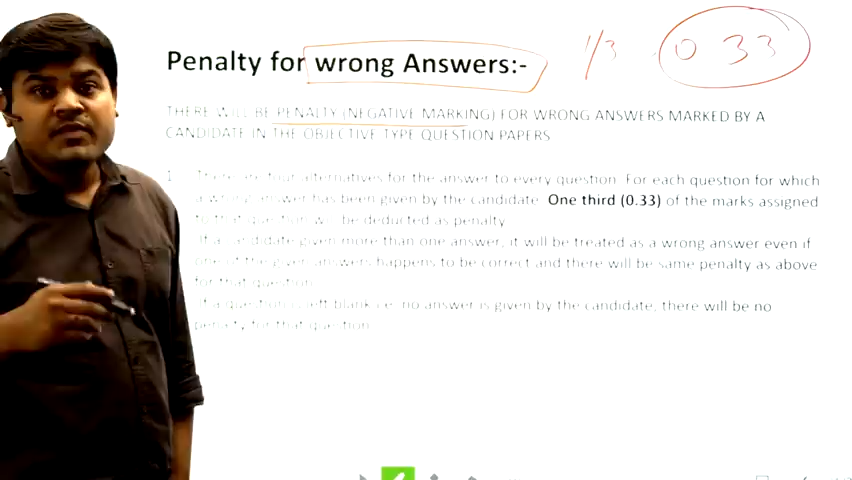 Penalty for wrong Answers:- 1/3 0.33
THERE WILL BE PENALTY (NEGATIVE MARKING) FOR WRONG ANSWERS MARKED BY A
CANDIDATE IN THE OBJECTIVE TYPE QUESTION PAPERS
1. There are four alternatives for the answer to every question. For each question for which
a wrong answer has been given by the candidate. One third (0.33) of the marks assigned
to that question will be deducted as penalty
If a candidate given more than one answer, it will be treated as a wrong answer even if
one of the given answers happens to be correct and there will be same penalty as above
for that question.
If a question is left blank i.e. no answer is given by the candidate, there will be no
penalty for that question